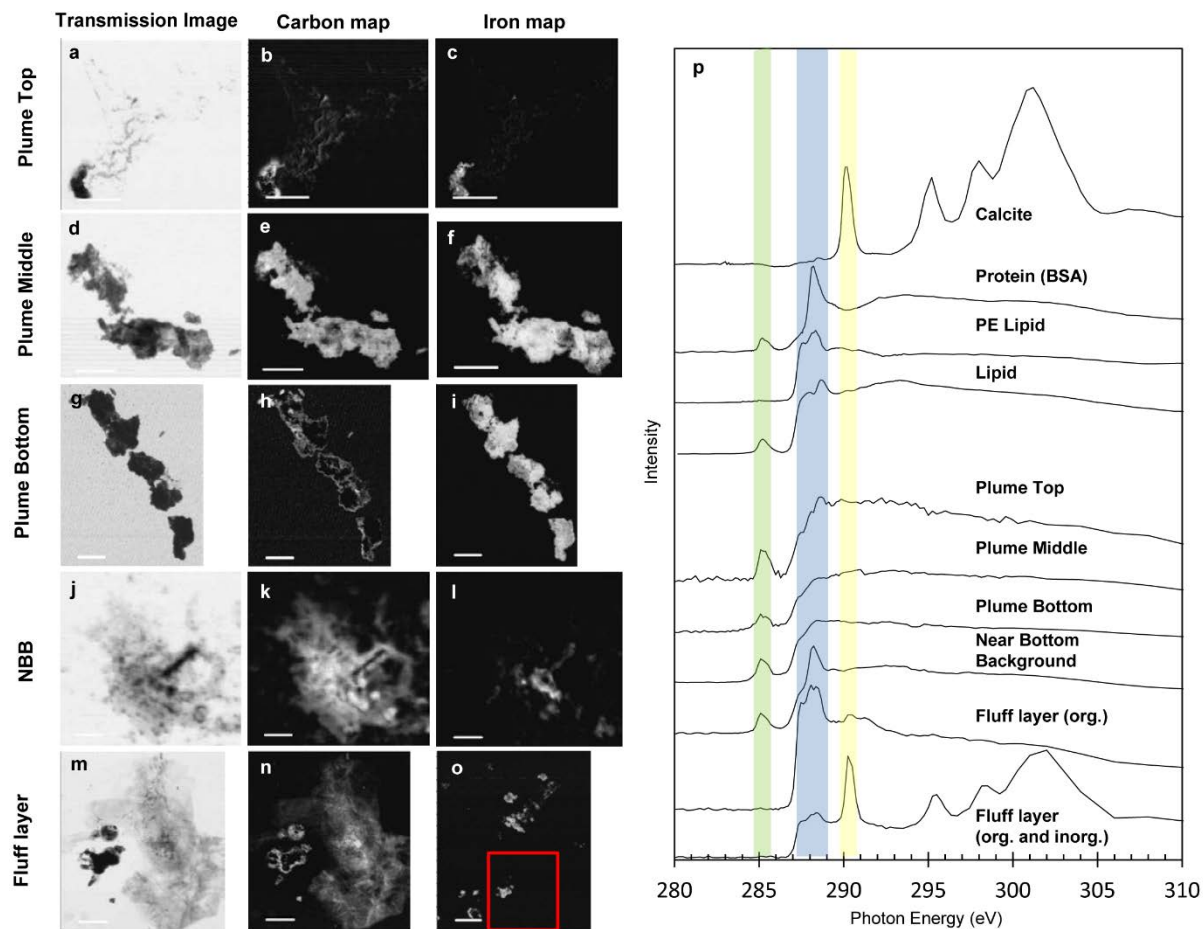 Transmission Image Carbon map Iron map
Plume Top
a b c
Plume Middle
d e f
Plume Bottom
g h i
NBB
j k l
Fluff layer
m n o
p
Calcite
Protein (BSA)
PE Lipid
Lipid
Plume Top
Plume Middle
Plume Bottom
Near Bottom
Background
Fluff layer (org.)
Fluff layer
(org. and inorg.)
Intensity
280 285 290 295 300 305 310
Photon Energy (eV)